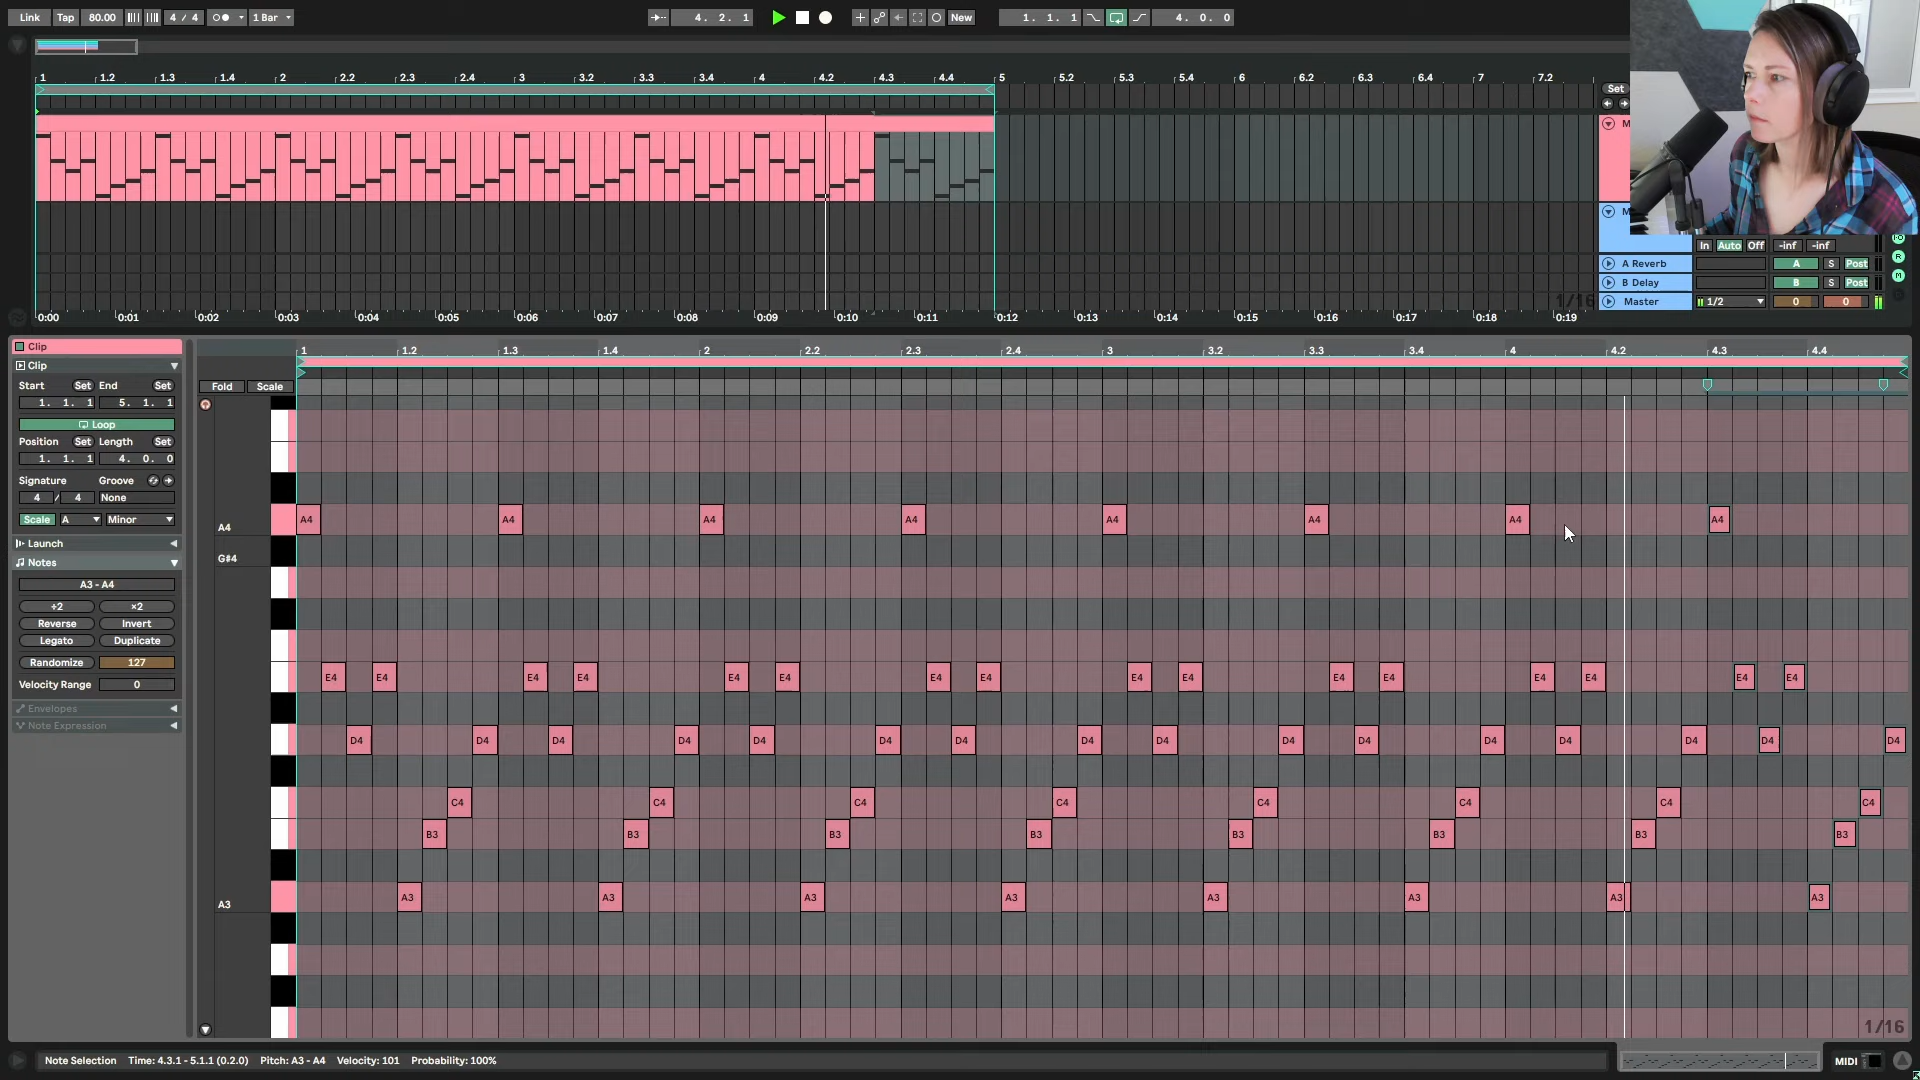 Link Tap 80.00 4 / 4 1 Bar 4. 2. 1 New 1. 1. 1 4. 0. 0
1 1.2 1.3 1.4 2 2.2 2.3 2.4 3 3.2 3.3 3.4 4 4.2 4.3 4.4 5 5.2 5.3 5.4 6 6.2 6.3 6.4 7 7.2
Set
M
M
In Auto Off -inf -inf
A Reverb A S Post
B Delay B S Post
1/16 Master 1/2 0 0
0:00 0:01 0:02 0:03 0:04 0:05 0:06 0:07 0:08 0:09 0:10 0:11 0:12 0:13 0:14 0:15 0:16 0:17 0:18 0:19
Clip
Clip
1 1.2 1.3 1.4 2 2.2 2.3 2.4 3 3.2 3.3 3.4 4 4.2 4.3 4.4
Start Set End Set
Fold Scale
1. 1. 1 5. 1. 1
Loop
Position Set Length Set
1. 1. 1 4. 0. 0
Signature Groove
4 / 4 None
Scale A Minor
A4 A4 A4 A4 A4 A4 A4 A4 A4
Launch
G#4
Notes
A3 - A4
÷2 ×2
Reverse Invert
Legato Duplicate
Randomize 127
Velocity Range 0
E4 E4 E4 E4 E4 E4 E4 E4 E4 E4 E4 E4 E4 E4 E4 E4
Envelopes
Note Expression
D4 D4 D4 D4 D4 D4 D4 D4 D4 D4 D4 D4 D4 D4 D4 D4
C4 C4 C4 C4 C4 C4 C4 C4
B3 B3 B3 B3 B3 B3 B3 B3
A3 A3 A3 A3 A3 A3 A3 A3 A3
1/16
Note Selection Time: 4.3.1 - 5.1.1 (0.2.0) Pitch: A3 - A4 Velocity: 101 Probability: 100% MIDI